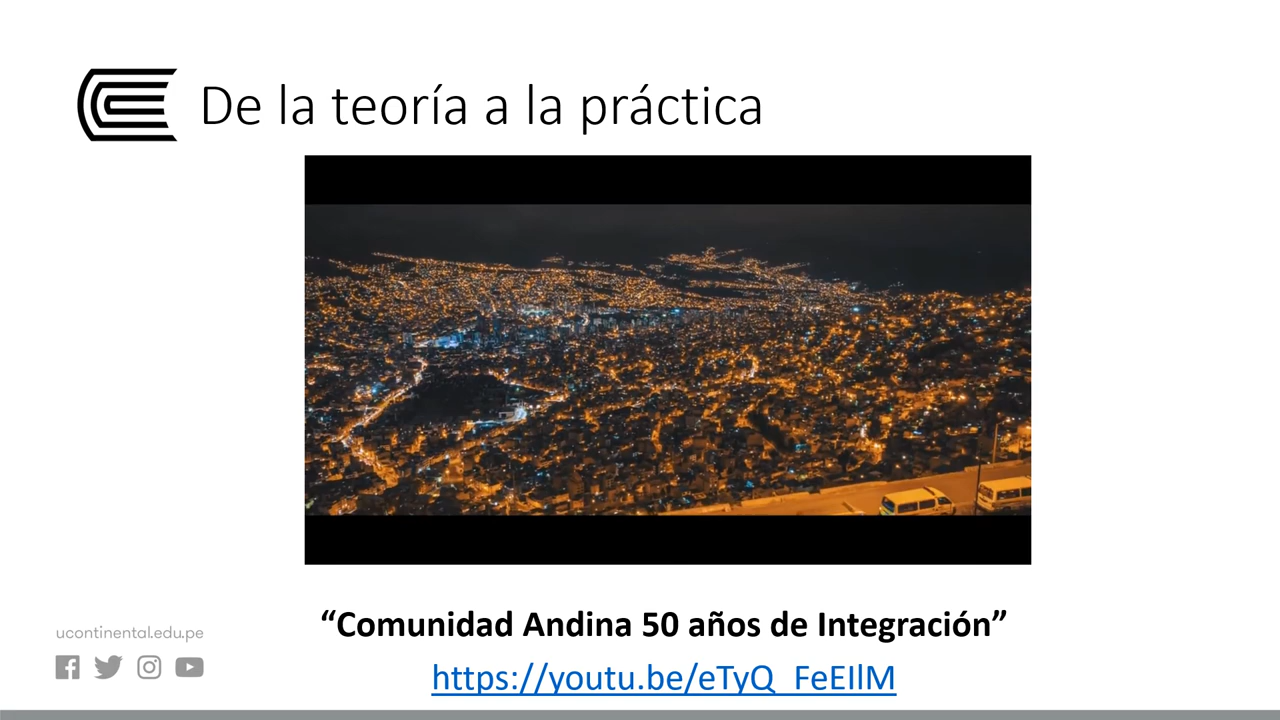 De la teoría a la práctica
“Comunidad Andina 50 años de Integración”
ucontinental.edu.pe
https://youtu.be/eTyQ_FeEIlM